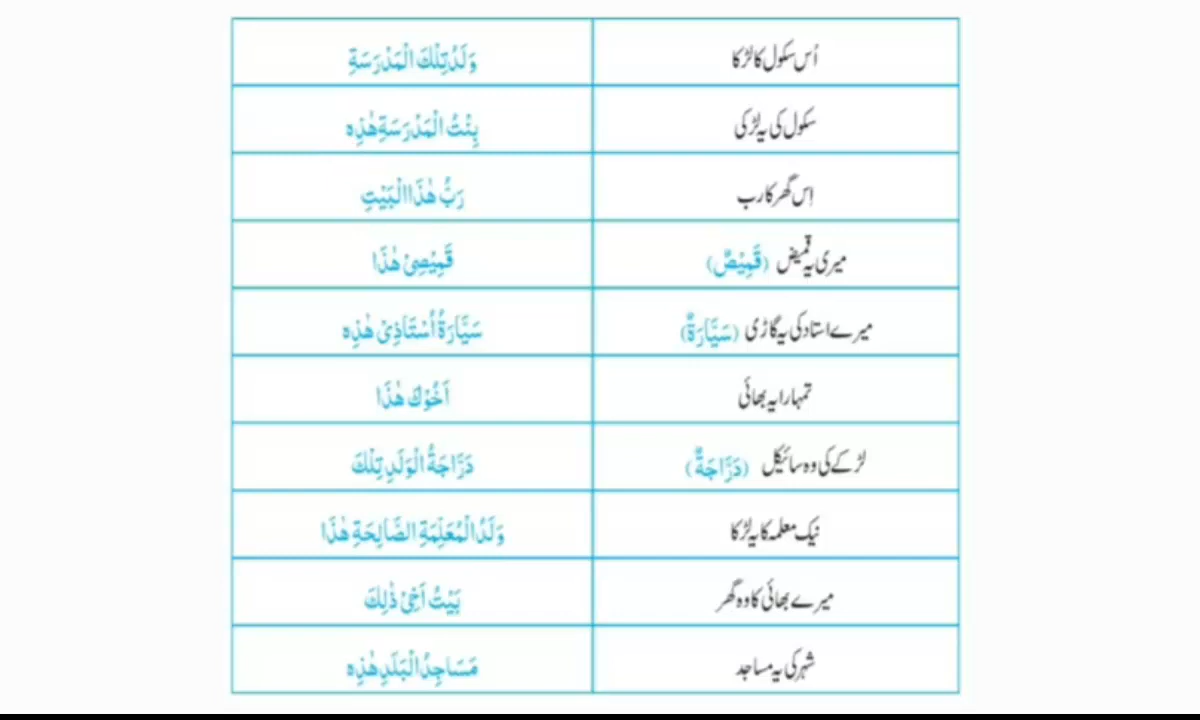 اُس سکول کا لڑکا وَلَدُ تِلْكَ الْمَدْرَسَةِ
سکول کی یہ لڑکی بِنْتُ الْمَدْرَسَةِ هٰذِهِ
اِس گھر کا رب رَبُّ هٰذَا الْبَيْتِ
میری یہ قمیض (قَمِيْصٌ) قَمِيْصِيْ هٰذَا
میرے استاد کی یہ گاڑی (سَيَّارَةٌ) سَيَّارَةُ اُسْتَاذِيْ هٰذِهِ
تمہارا یہ بھائی اَخُوْكَ هٰذَا
لڑکے کی وہ سائیکل (دَرَّاجَةٌ) دَرَّاجَةُ الْوَلَدِ تِلْكَ
نیک معلمہ کا یہ لڑکا وَلَدُ الْمُعَلِّمَةِ الصَّالِحَةِ هٰذَا
میرے بھائی کا وہ گھر بَيْتُ اَخِيْ ذٰلِكَ
شہر کی یہ مساجد مَسَاجِدُ الْبَلَدِ هٰذِهِ